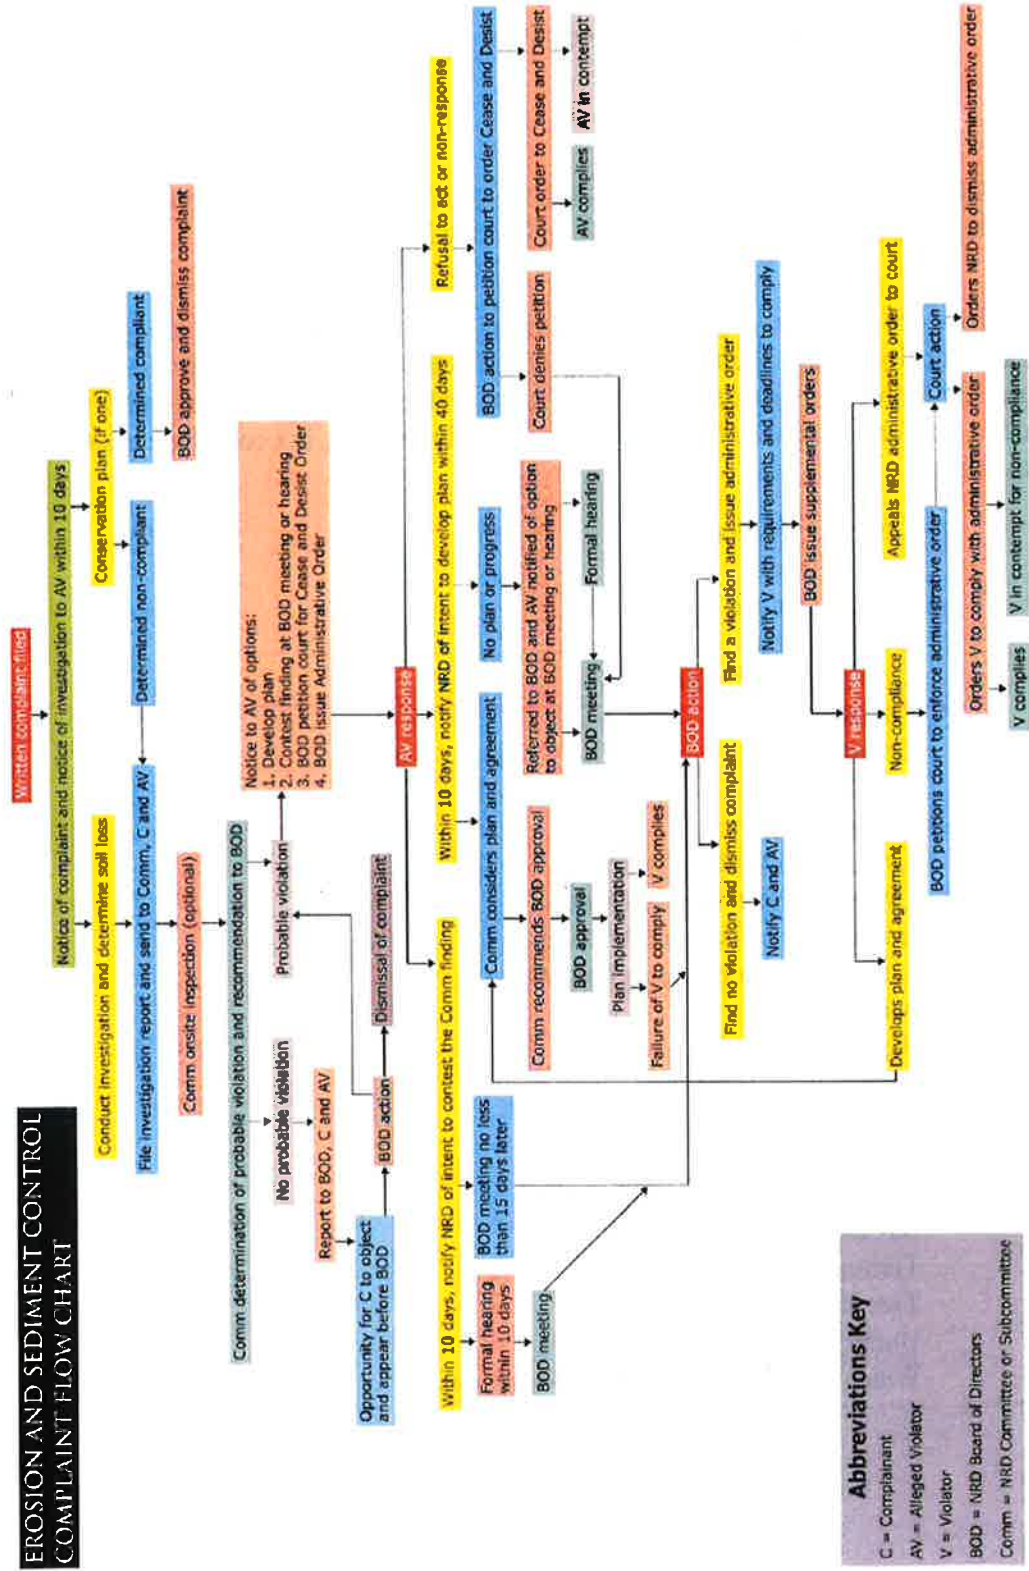 EROSION AND SEDIMENT CONTROL
COMPLAINT FLOW CHART
Written complaint filed
Notice of complaint and notice of investigation to AV within 10 days
Conduct investigation and determine soil loss
Conservation plan (if one)
File investigation report and send to Comm, C and AV
Determined non-compliant
Determined compliant
Comm onsite inspection (optional)
BOD approve and dismiss complaint
Comm determination of probable violation and recommendation to BOD
No probable violation
Probable violation
Notice to AV of options:
1. Develop plan
2. Contest finding at BOD meeting or hearing
3. BOD petition court for Cease and Desist Order
4. BOD issue Administrative Order
Report to BOD, C and AV
Opportunity for C to object
and appear before BOD
BOD action
Dismissal of complaint
AV response
Within 10 days, notify NRD of intent to contest the Comm finding
Within 10 days, notify NRD of intent to develop plan within 40 days
Refusal to act or non-response
Formal hearing
within 10 days
BOD meeting no less
than 15 days later
Comm considers plan and agreement
No plan or progress
BOD action to petition court to order Cease and Desist
BOD meeting
Comm recommends BOD approval
Referred to BOD and AV notified of option
to object at BOD meeting or hearing
Court denies petition
Court order to Cease and Desist
BOD approval
BOD meeting
Formal hearing
AV complies
AV in contempt
Plan implementation
Failure of V to comply
V complies
BOD action
Find no violation and dismiss complaint
Find a violation and issue administrative order
Notify C and AV
Notify V with requirements and deadlines to comply
BOD issue supplemental orders
V response
Develops plan and agreement
Non-compliance
Appeals NRD administrative order to court
BOD petitions court to enforce administrative order
Court action
Orders V to comply with administrative order
Orders NRD to dismiss administrative order
V complies
V in contempt for non-compliance
Abbreviations Key
C = Complainant
AV = Alleged Violator
V = Violator
BOD = NRD Board of Directors
Comm = NRD Committee or Subcommittee